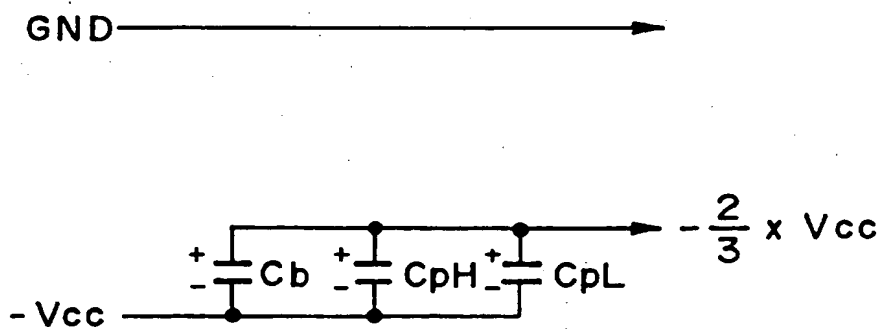 GND
- 2/3 x Vcc
+ Cb + CpH + CpL
- - -
- Vcc